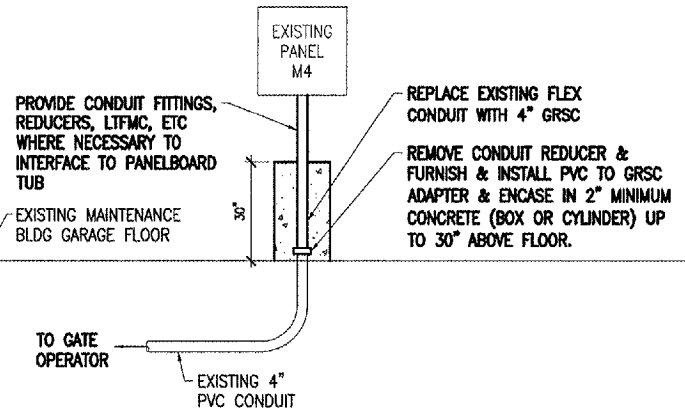 EXISTING
PANEL
M4
PROVIDE CONDUIT FITTINGS,
REDUCERS, LTFMC, ETC
WHERE NECESSARY TO
INTERFACE TO PANELBOARD
TUB
REPLACE EXISTING FLEX
CONDUIT WITH 4" GRSC
REMOVE CONDUIT REDUCER &
FURNISH & INSTALL PVC TO GRSC
ADAPTER & ENCASE IN 2" MINIMUM
CONCRETE (BOX OR CYLINDER) UP
TO 30" ABOVE FLOOR.
30"
EXISTING MAINTENANCE
BLDG GARAGE FLOOR
TO GATE
OPERATOR
EXISTING 4"
PVC CONDUIT